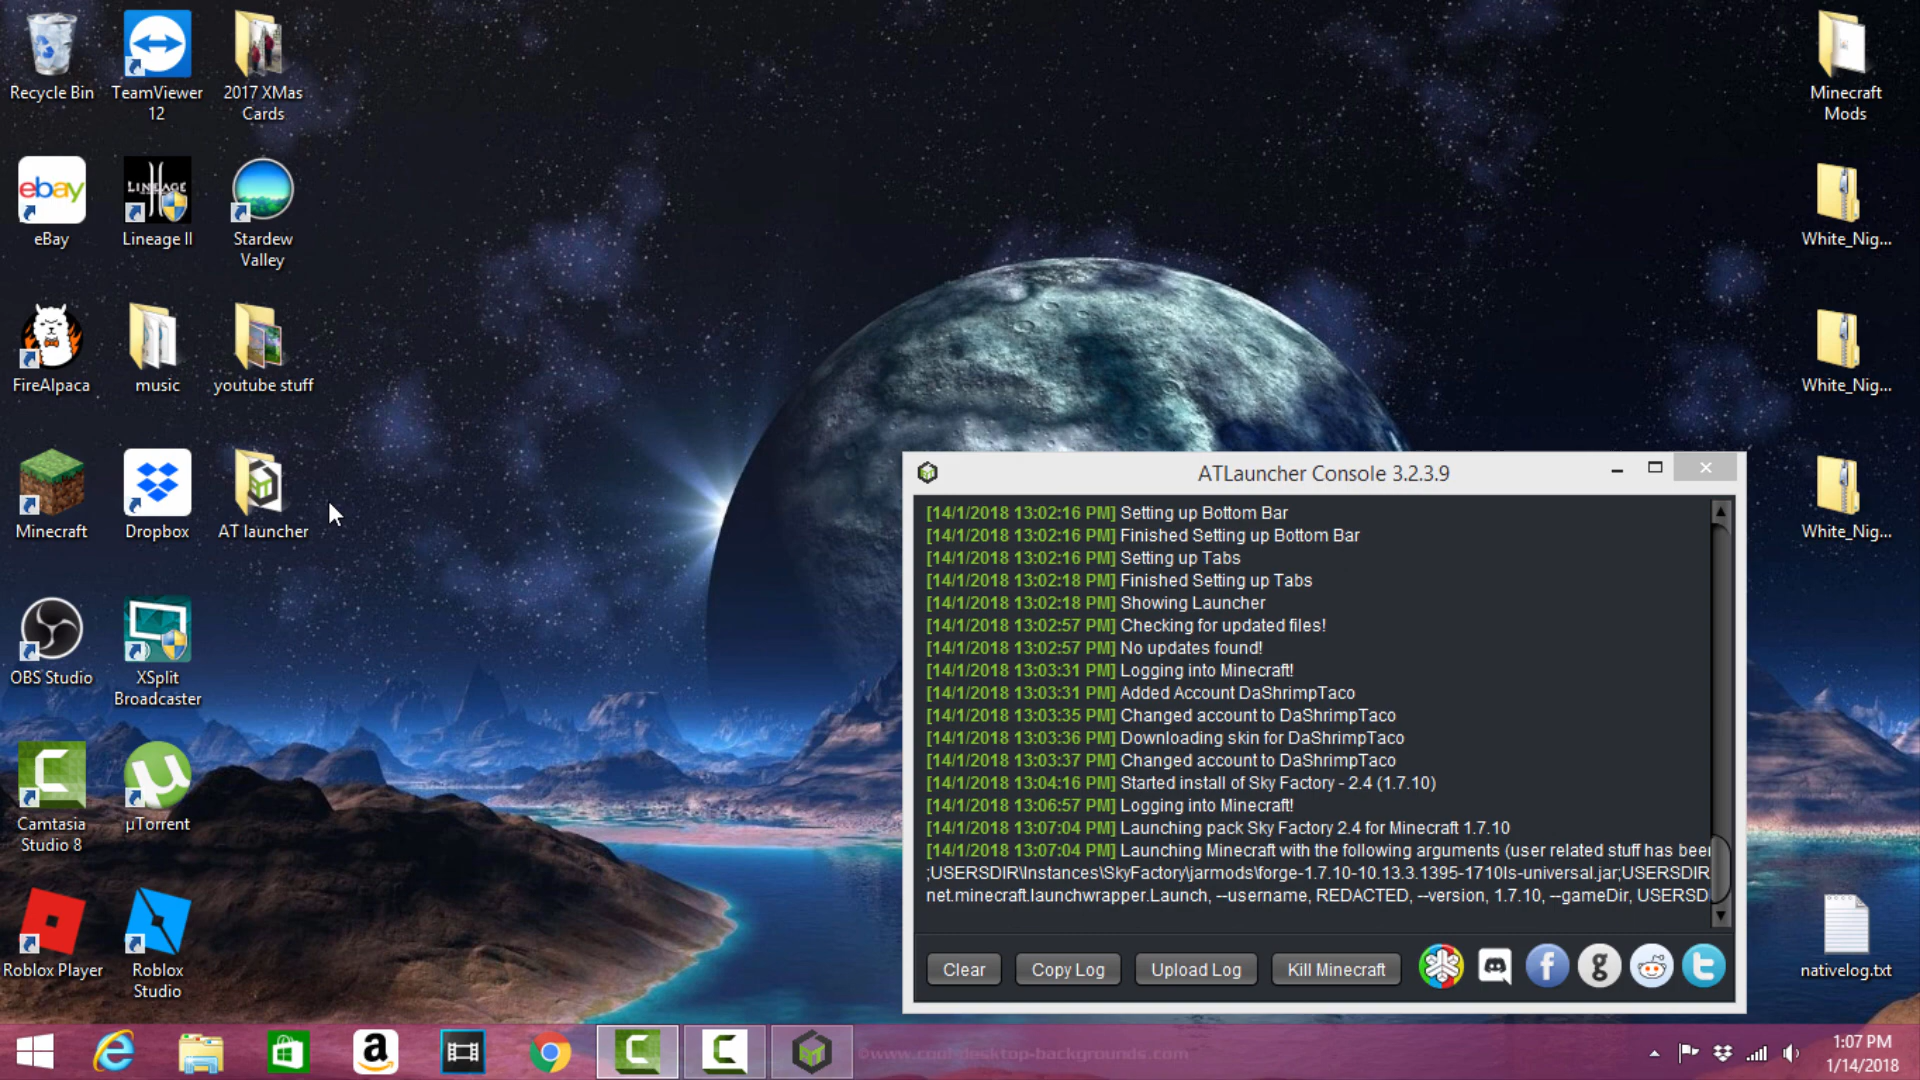 Recycle Bin
TeamViewer
12
2017 XMas
Cards
Minecraft
Mods
ebay
eBay
LINEAGE
Lineage II
Stardew
Valley
White_Nig...
FireAlpaca
music
youtube stuff
White_Nig...
Minecraft
Dropbox
AT launcher
White_Nig...
OBS Studio
XSplit
Broadcaster
Camtasia
Studio 8
µTorrent
Roblox Player
Roblox
Studio
nativelog.txt
ATLauncher Console 3.2.3.9
[14/1/2018 13:02:16 PM] Setting up Bottom Bar
[14/1/2018 13:02:16 PM] Finished Setting up Bottom Bar
[14/1/2018 13:02:16 PM] Setting up Tabs
[14/1/2018 13:02:18 PM] Finished Setting up Tabs
[14/1/2018 13:02:18 PM] Showing Launcher
[14/1/2018 13:02:57 PM] Checking for updated files!
[14/1/2018 13:02:57 PM] No updates found!
[14/1/2018 13:03:31 PM] Logging into Minecraft!
[14/1/2018 13:03:31 PM] Added Account DaShrimpTaco
[14/1/2018 13:03:35 PM] Changed account to DaShrimpTaco
[14/1/2018 13:03:36 PM] Downloading skin for DaShrimpTaco
[14/1/2018 13:03:37 PM] Changed account to DaShrimpTaco
[14/1/2018 13:04:16 PM] Started install of Sky Factory - 2.4 (1.7.10)
[14/1/2018 13:06:57 PM] Logging into Minecraft!
[14/1/2018 13:07:04 PM] Launching pack Sky Factory 2.4 for Minecraft 1.7.10
[14/1/2018 13:07:04 PM] Launching Minecraft with the following arguments (user related stuff has been
;USERSDIR\Instances\SkyFactory\jarmods\forge-1.7.10-10.13.3.1395-1710ls-universal.jar;USERSDIR
net.minecraft.launchwrapper.Launch, --username, REDACTED, --version, 1.7.10, --gameDir, USERSD
Clear
Copy Log
Upload Log
Kill Minecraft
©www.cool-desktop-backgrounds.com
1:07 PM
1/14/2018